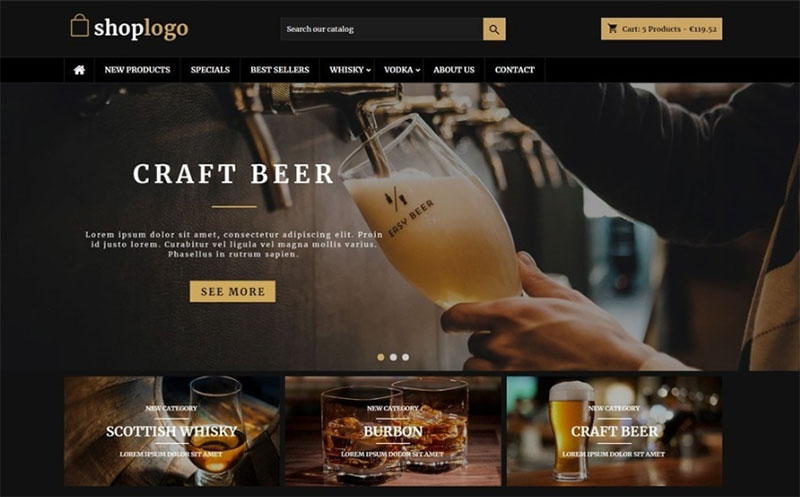 shoplogo
Search our catalog
Cart: 5 Products - €119.52
NEW PRODUCTS
SPECIALS
BEST SELLERS
WHISKY
VODKA
ABOUT US
CONTACT
CRAFT BEER
EASY BEER
Lorem ipsum dolor sit amet, consectetur adipiscing elit. Proin
id justo lorem. Curabitur vel ligula vel magna mollis varius.
Phasellus in rutrum sapien.
SEE MORE
NEW CATEGORY
SCOTTISH WHISKY
LOREM IPSUM DOLOR SIT AMET
NEW CATEGORY
BURBON
LOREM IPSUM DOLOR SIT AMET
NEW CATEGORY
CRAFT BEER
LOREM IPSUM DOLOR SIT AMET